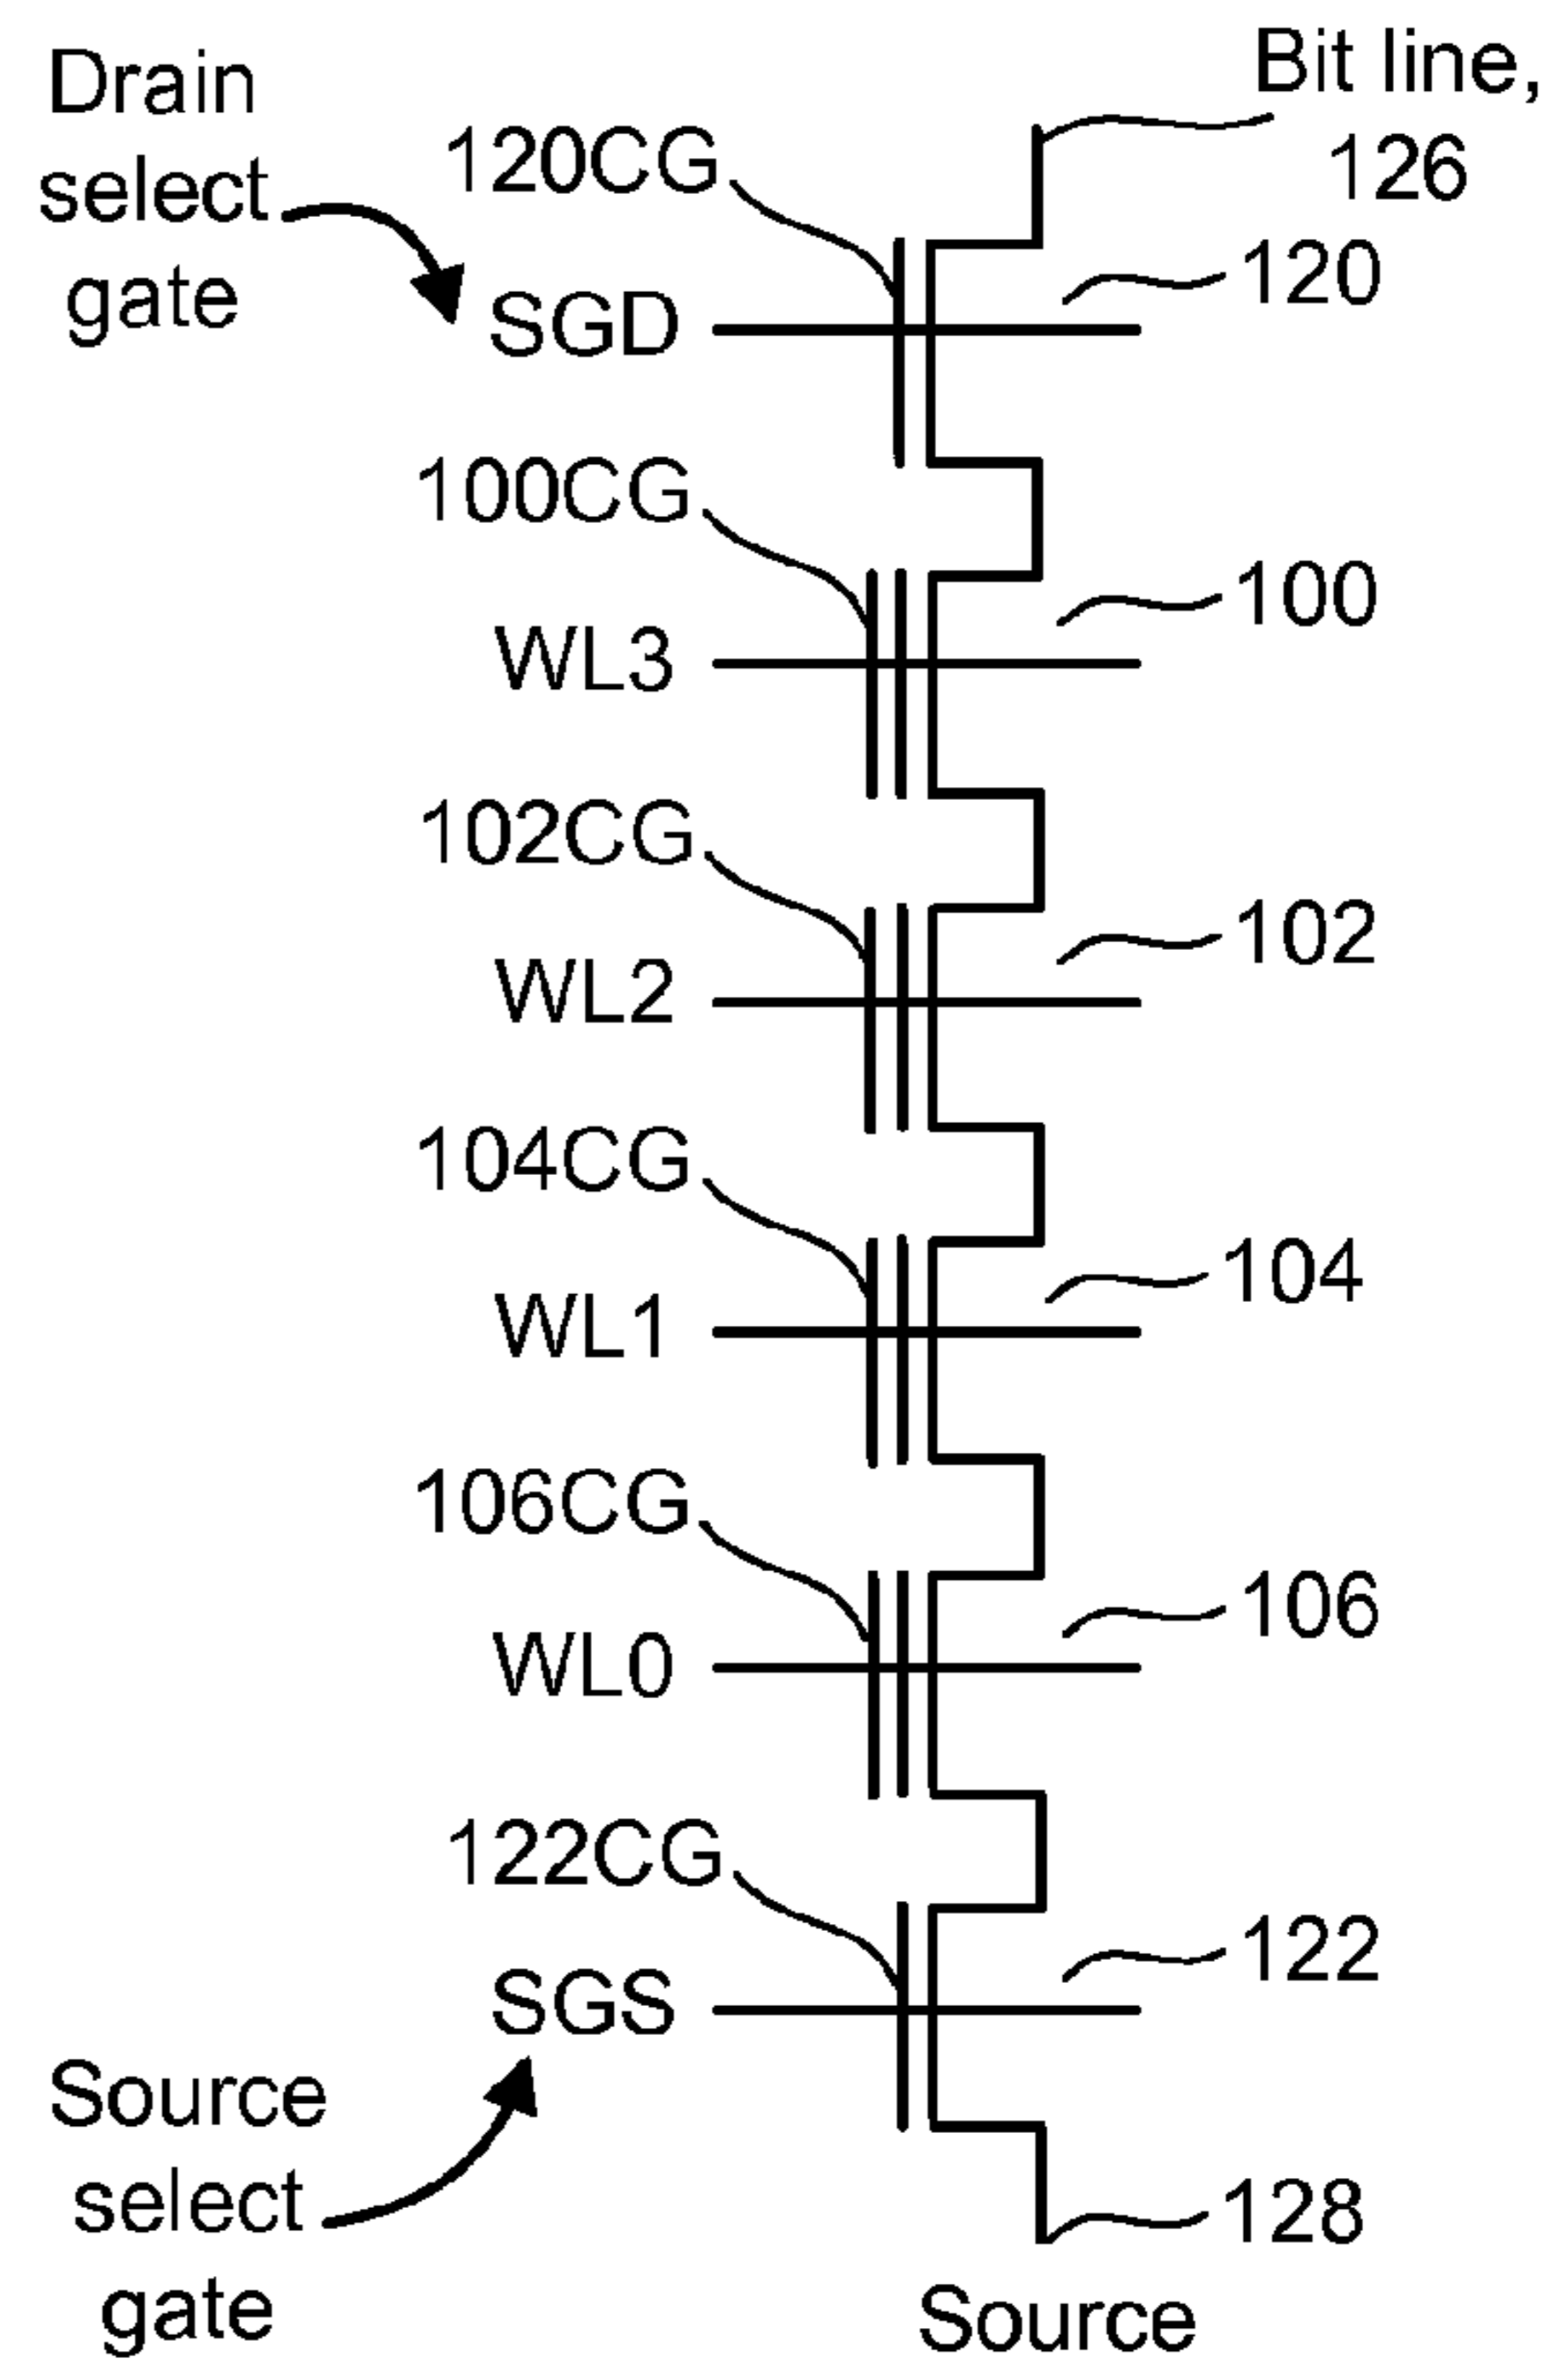 Drain
select
gate
Bit line,
126
120CG
120
SGD
100CG
100
WL3
102CG
102
WL2
104CG
104
WL1
106CG
106
WL0
122CG
122
SGS
Source
select
gate
128
Source